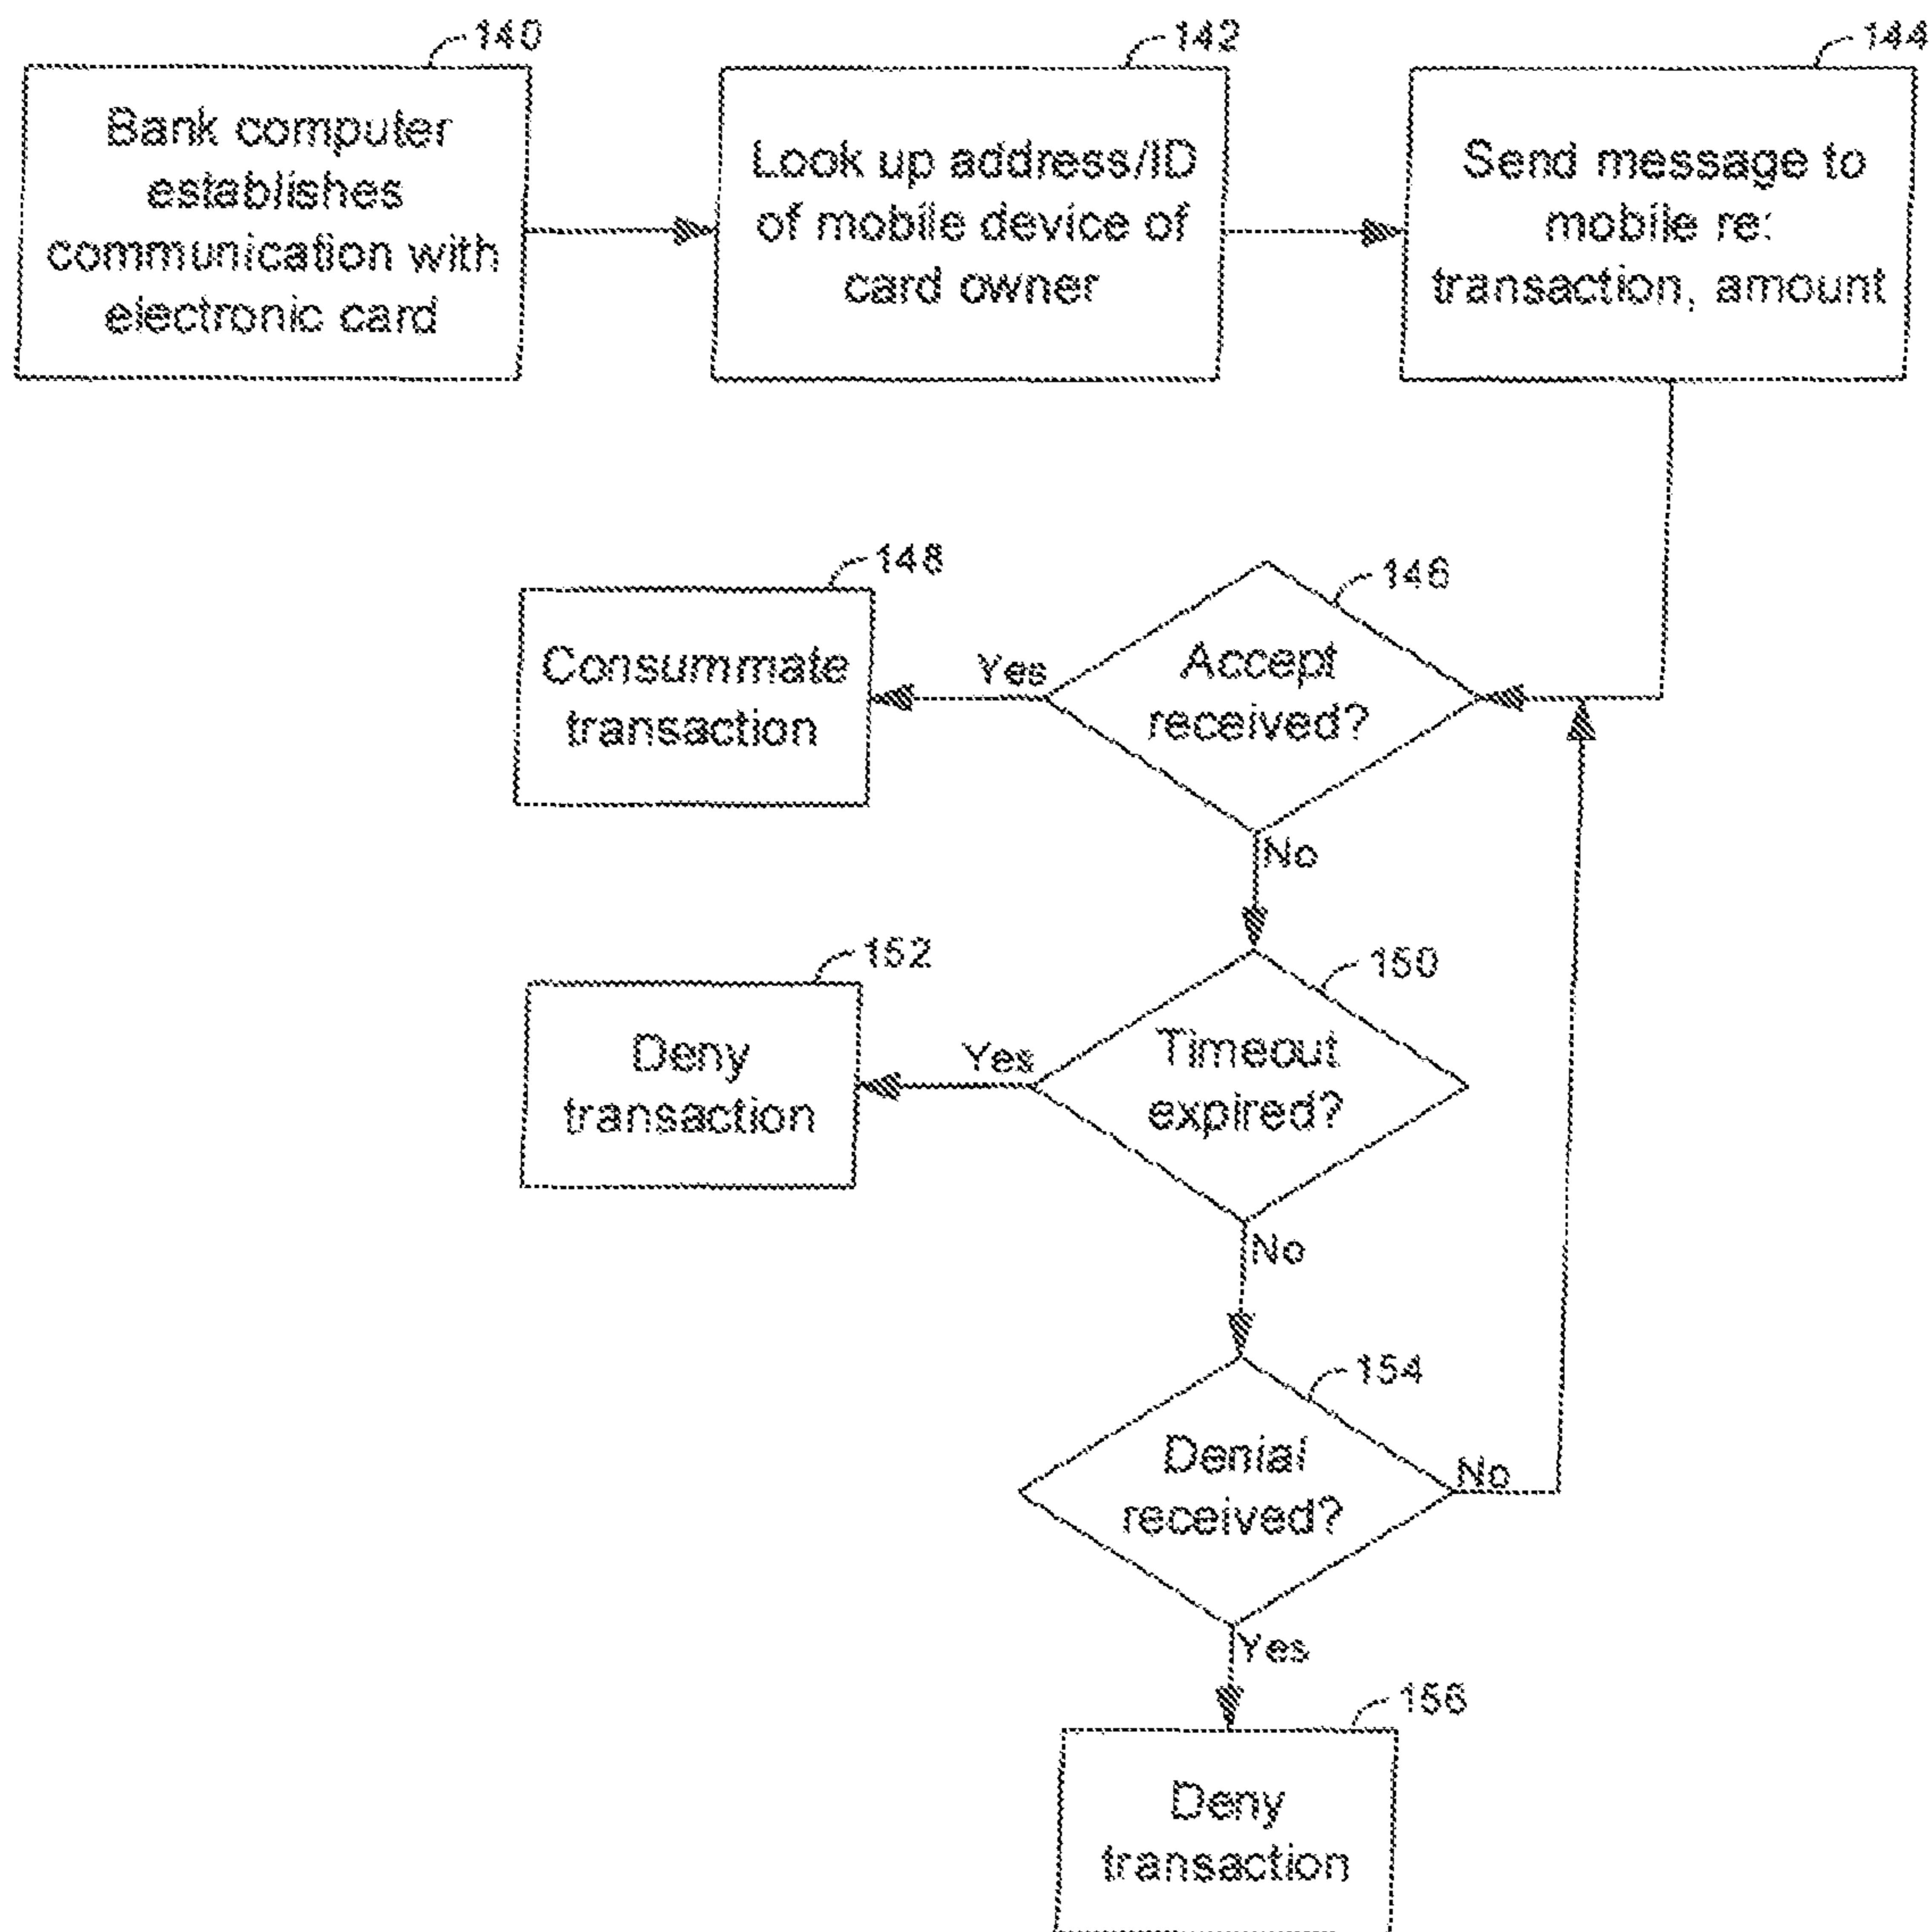 140
Bank computer
establishes
communication with
electronic card
142
Look up address/ID
of mobile device of
card owner
144
Send message to
mobile re:
transaction, amount
146
Accept
received?
Yes
148
Consummate
transaction
No
150
Timeout
expired?
Yes
152
Deny
transaction
No
154
Denial
received?
No
Yes
156
Deny
transaction